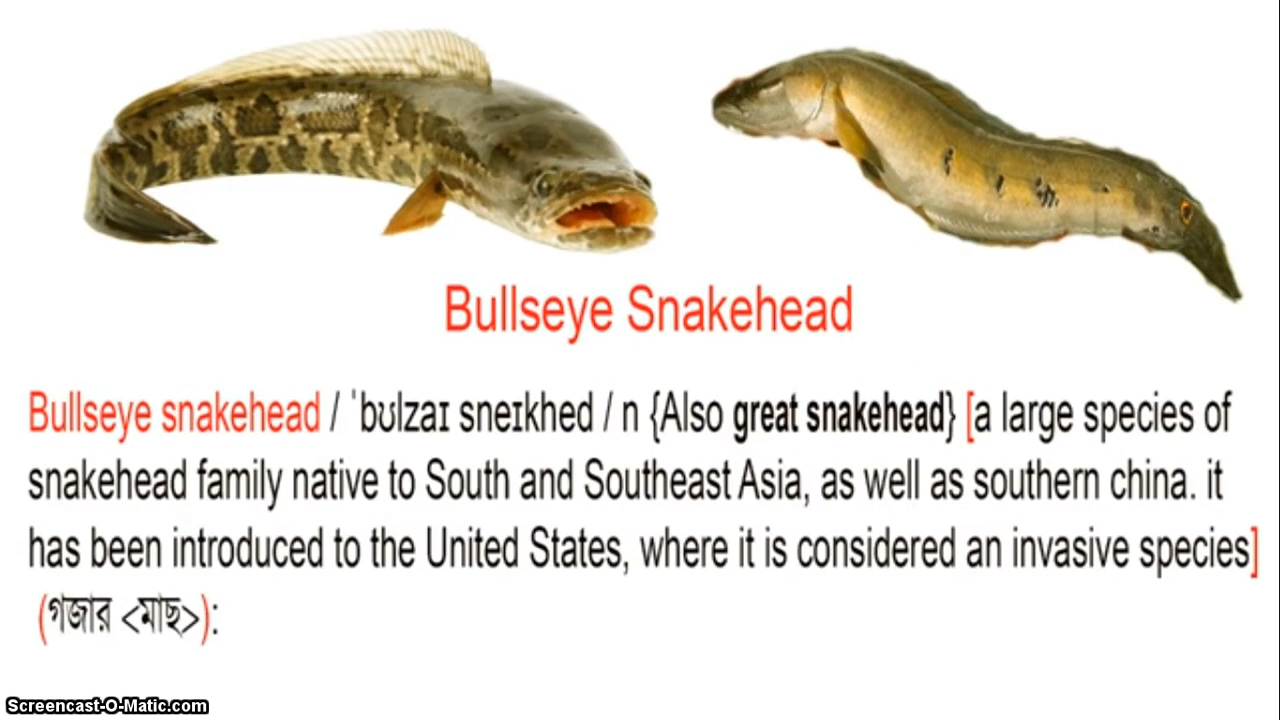 Bullseye Snakehead
Bullseye snakehead / ˈbʊlzaɪ sneɪkhed / n {Also great snakehead} [a large species of
snakehead family native to South and Southeast Asia, as well as southern china. it
has been introduced to the United States, where it is considered an invasive species]
(গজার <মাছ>):
Screencast-O-Matic.com